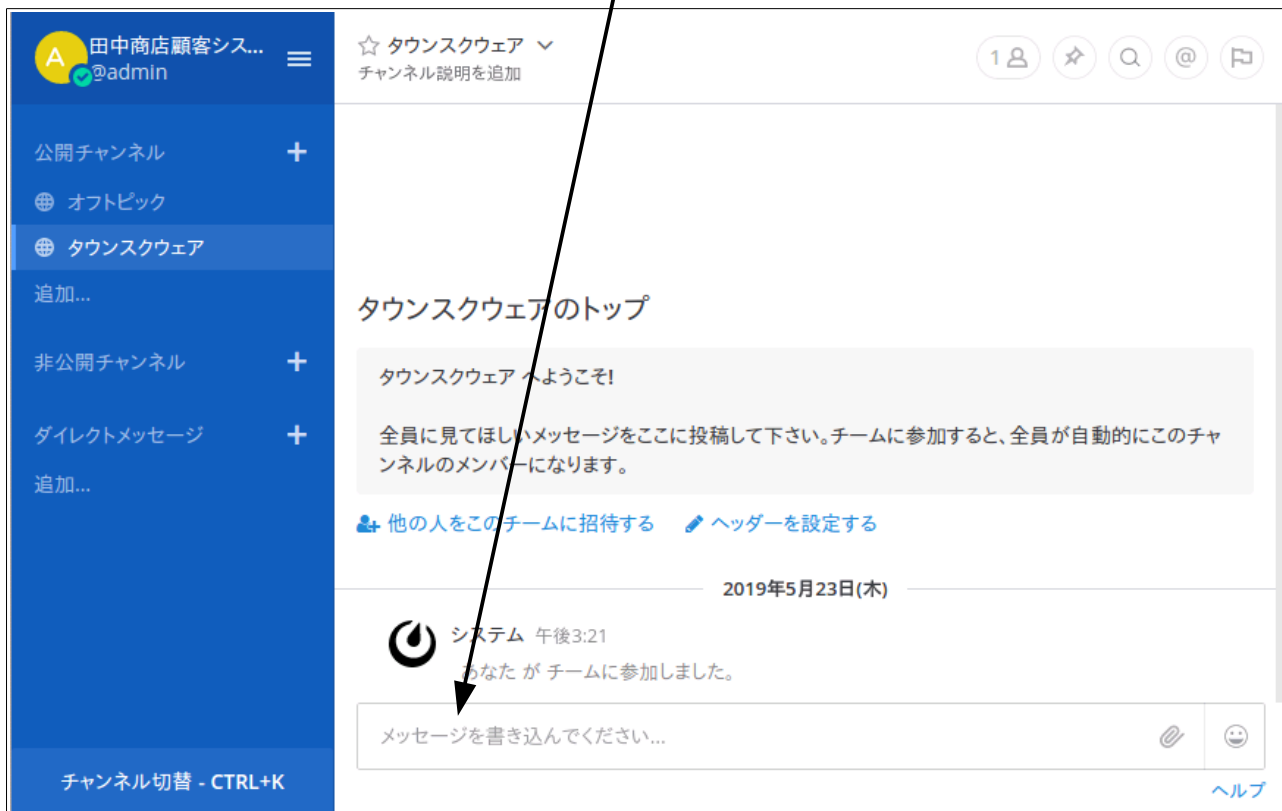 A
田中商店顧客シス...
@admin
公開チャンネル
オフトピック
タウンスクウェア
追加...
非公開チャンネル
ダイレクトメッセージ
追加...
チャンネル切替 - CTRL+K
タウンスクウェア
チャンネル説明を追加
1
@
タウンスクウェアのトップ
タウンスクウェア へようこそ!
全員に見てほしいメッセージをここに投稿して下さい。チームに参加すると、全員が自動的にこのチャ
ンネルのメンバーになります。
他の人をこのチームに招待する ヘッダーを設定する
2019年5月23日(木)
システム 午後3:21
あなた が チームに参加しました。
メッセージを書き込んでください...
ヘルプ